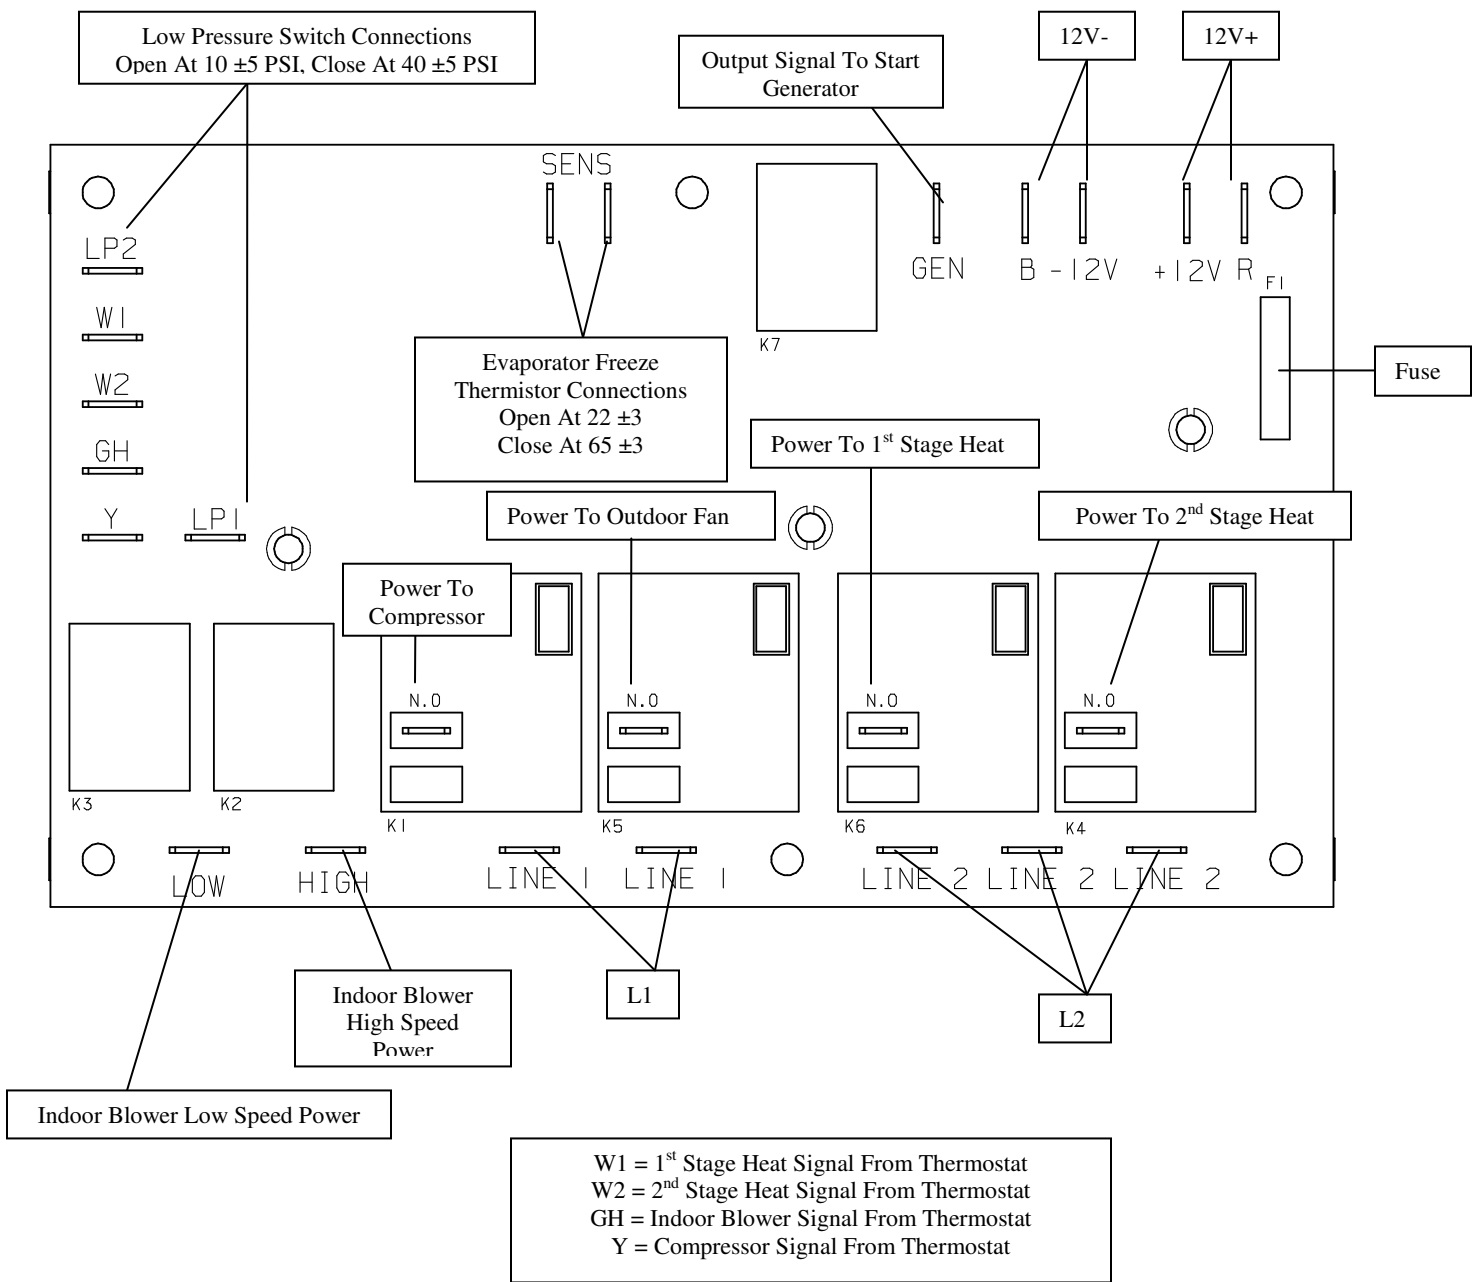 Low Pressure Switch Connections
Open At 10 ±5 PSI, Close At 40 ±5 PSI
Output Signal To Start
Generator
12V-
12V+
SENS
LP2
W1
W2
GH
Y
LP1
GEN
B -12V
+12V R
F1
K7
Evaporator Freeze
Thermistor Connections
Open At 22 ±3
Close At 65 ±3
Fuse
Power To 1st Stage Heat
Power To Outdoor Fan
Power To 2nd Stage Heat
Power To
Compressor
N.O
N.O
N.O
N.O
K3
K2
K1
K5
K6
K4
LOW
HIGH
LINE 1
LINE 1
LINE 2
LINE 2
LINE 2
Indoor Blower
High Speed
Power
L1
L2
Indoor Blower Low Speed Power
W1 = 1st Stage Heat Signal From Thermostat
W2 = 2nd Stage Heat Signal From Thermostat
GH = Indoor Blower Signal From Thermostat
Y = Compressor Signal From Thermostat